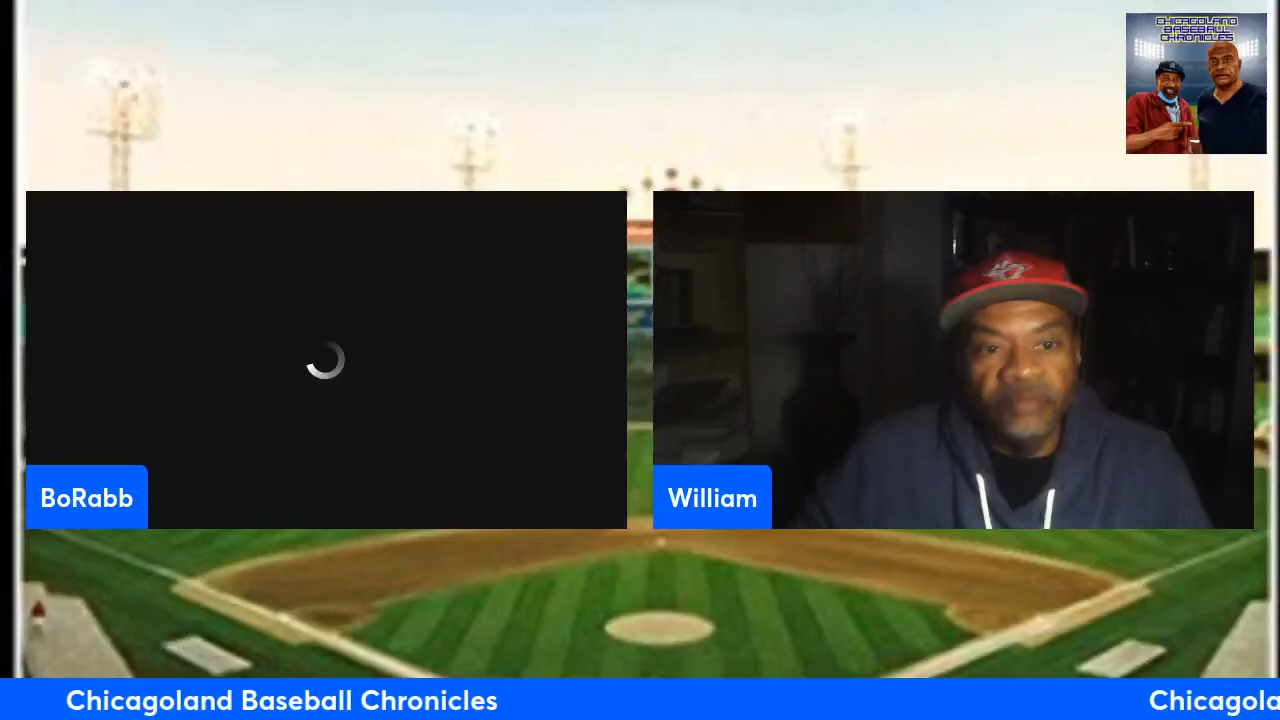 CHICAGOLAND
BASEBALL
CHRONICLES
BoRabb
William
Chicagoland Baseball Chronicles
Chicagola